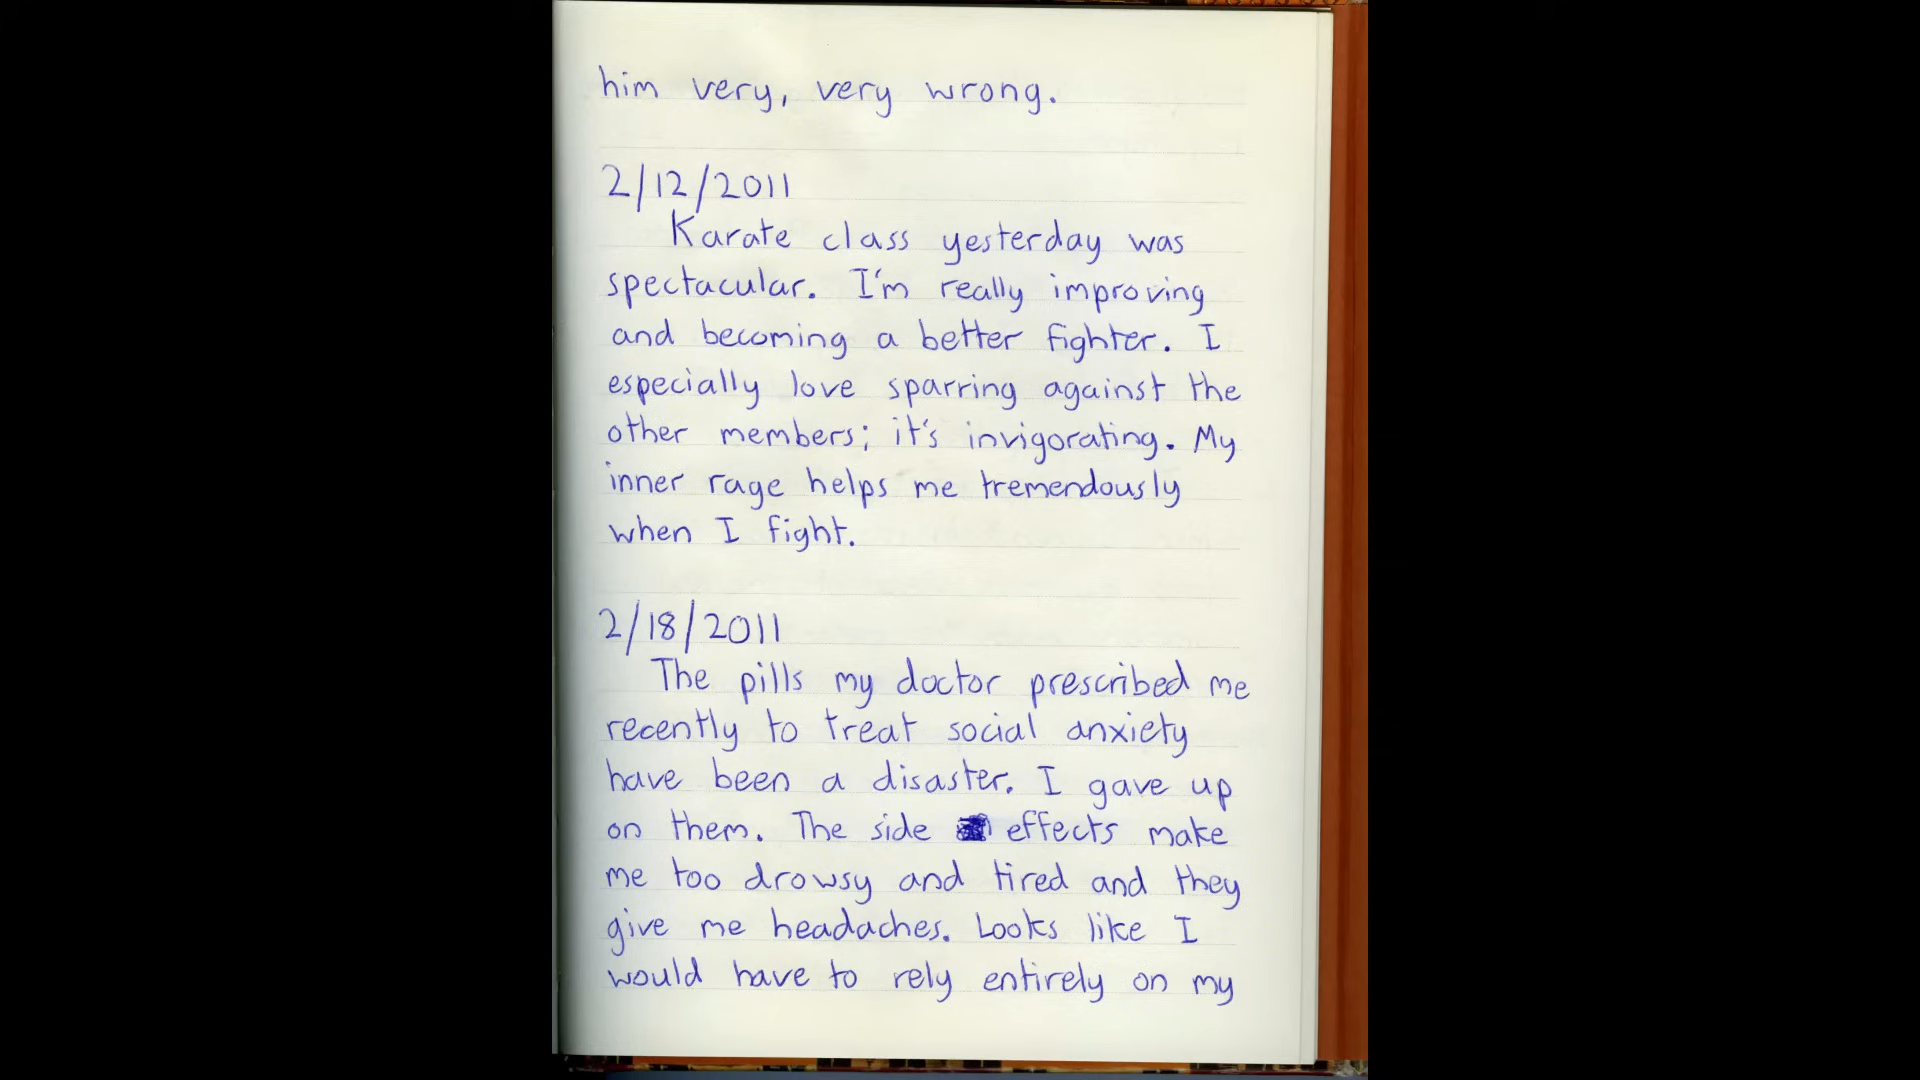 him very, very wrong.
2/12/2011
Karate class yesterday was
spectacular. I'm really improving
and becoming a better fighter. I
especially love sparring against the
other members; it's invigorating. My
inner rage helps me tremendously
when I fight.
2/18/2011
The pills my doctor prescribed me
recently to treat social anxiety
have been a disaster. I gave up
on them. The side effects make
me too drowsy and tired and they
give me headaches. Looks like I
would have to rely entirely on my